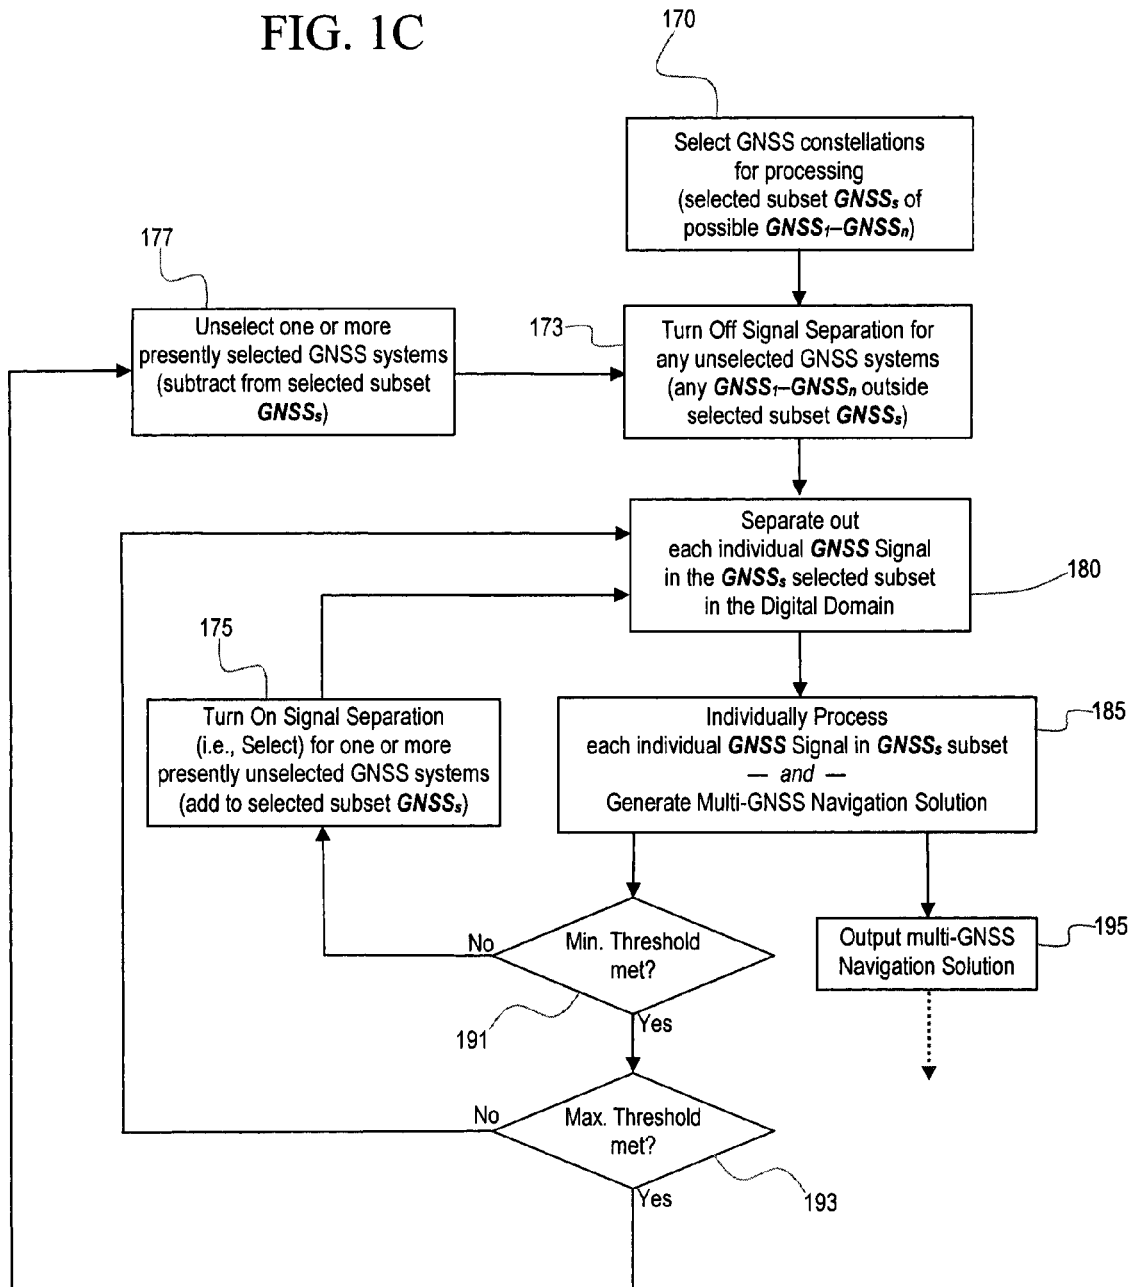 FIG. 1C
170
Select GNSS constellations
for processing
(selected subset GNSSs of
possible GNSS1–GNSSn)
177
Unselect one or more
presently selected GNSS systems
(subtract from selected subset
GNSSs)
173
Turn Off Signal Separation for
any unselected GNSS systems
(any GNSS1–GNSSn outside
selected subset GNSSs)
Separate out
each individual GNSS Signal
in the GNSSs selected subset
in the Digital Domain
180
175
Turn On Signal Separation
(i.e., Select) for one or more
presently unselected GNSS systems
(add to selected subset GNSSs)
Individually Process
each individual GNSS Signal in GNSSs subset
— and —
Generate Multi-GNSS Navigation Solution
185
No
Min. Threshold
met?
191
Yes
Output multi-GNSS
Navigation Solution
195
No
Max. Threshold
met?
193
Yes